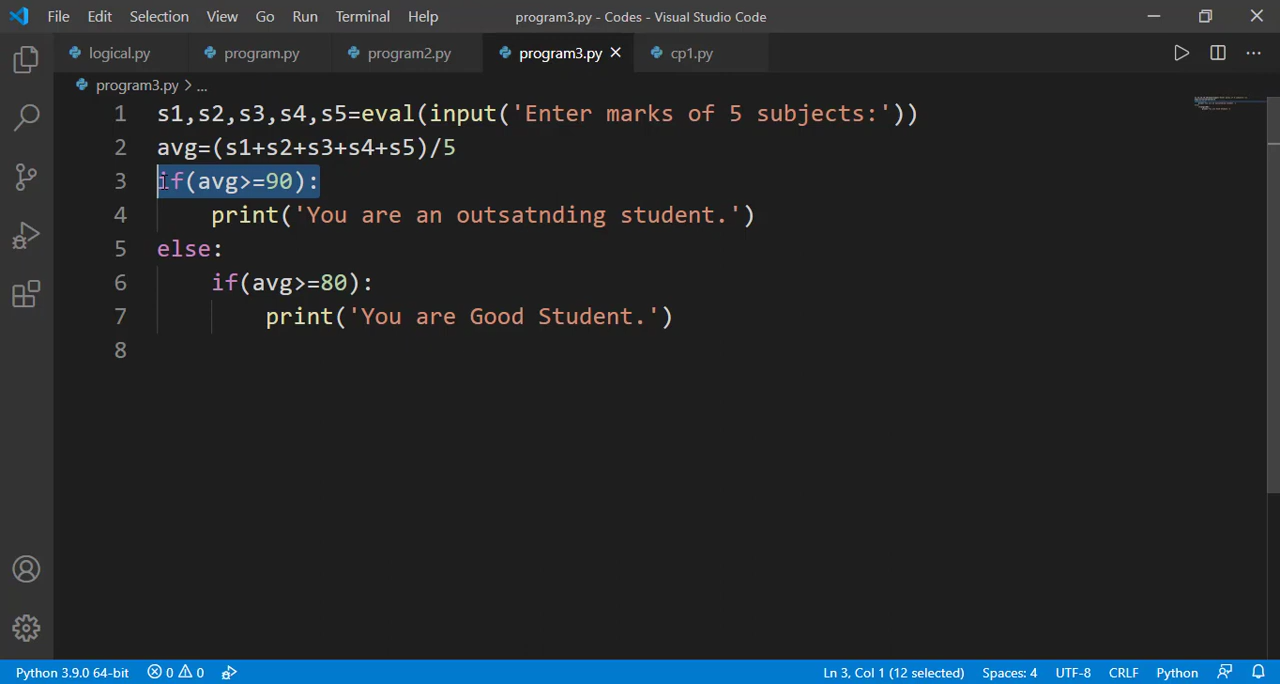 File Edit Selection View Go Run Terminal Help program3.py - Codes - Visual Studio Code
logical.py program.py program2.py program3.py cp1.py
program3.py > ...
1 s1,s2,s3,s4,s5=eval(input('Enter marks of 5 subjects:'))
2 avg=(s1+s2+s3+s4+s5)/5
3 if(avg>=90):
4 print('You are an outsatnding student.')
5 else:
6 if(avg>=80):
7 print('You are Good Student.')
8
Python 3.9.0 64-bit 0 0 Ln 3, Col 1 (12 selected) Spaces: 4 UTF-8 CRLF Python